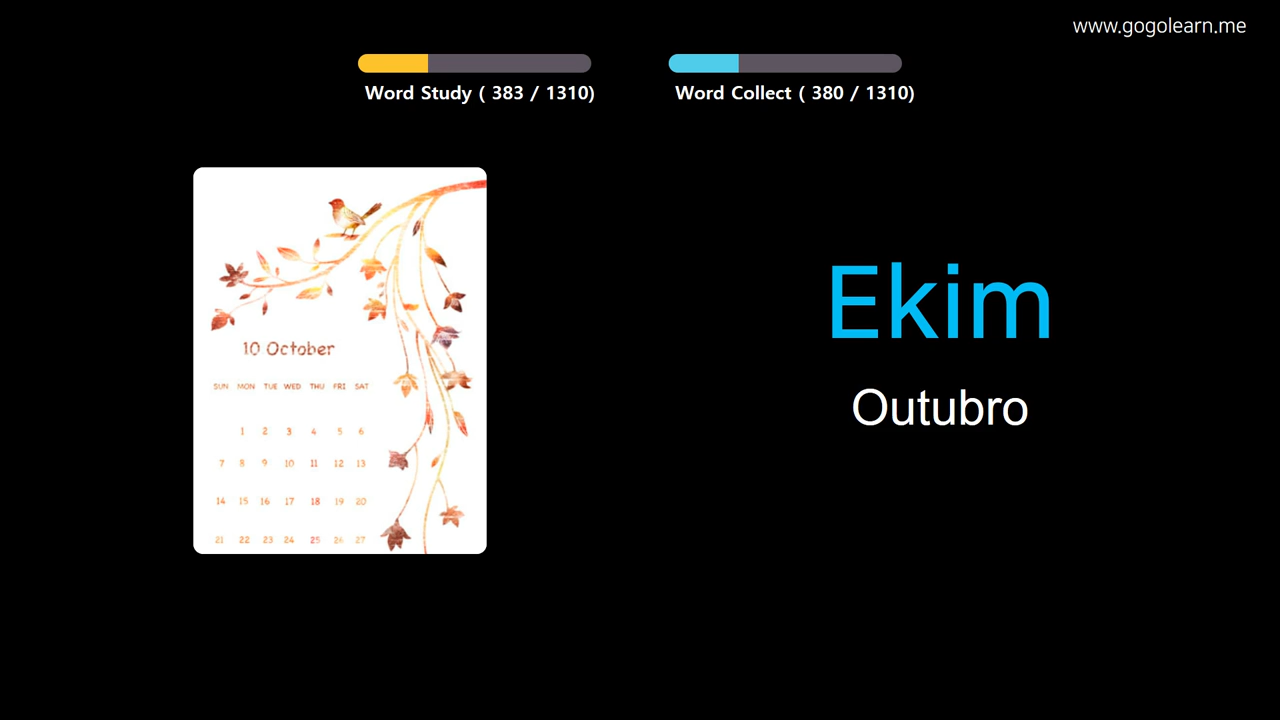 www.gogolearn.me
Word Study ( 383 / 1310)
Word Collect ( 380 / 1310)
10 October
SUN MON TUE WED THU FRI SAT
1 2 3 4 5 6
7 8 9 10 11 12 13
14 15 16 17 18 19 20
21 22 23 24 25 26 27
Ekim
Outubro